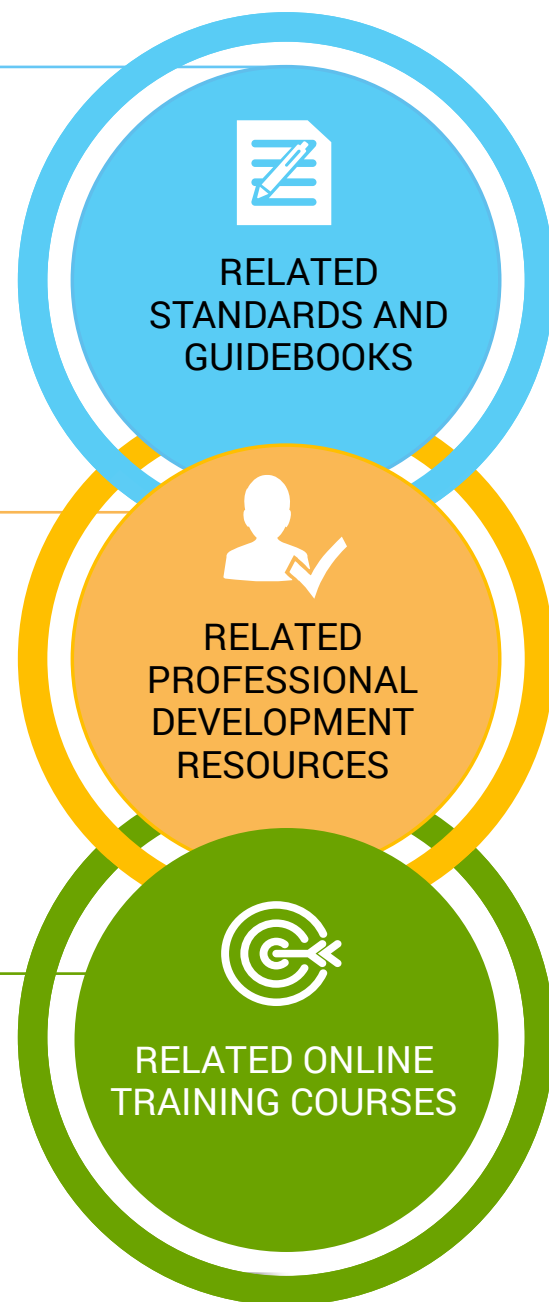 RELATED
STANDARDS AND
GUIDEBOOKS
RELATED
PROFESSIONAL
DEVELOPMENT
RESOURCES
RELATED ONLINE
TRAINING COURSES